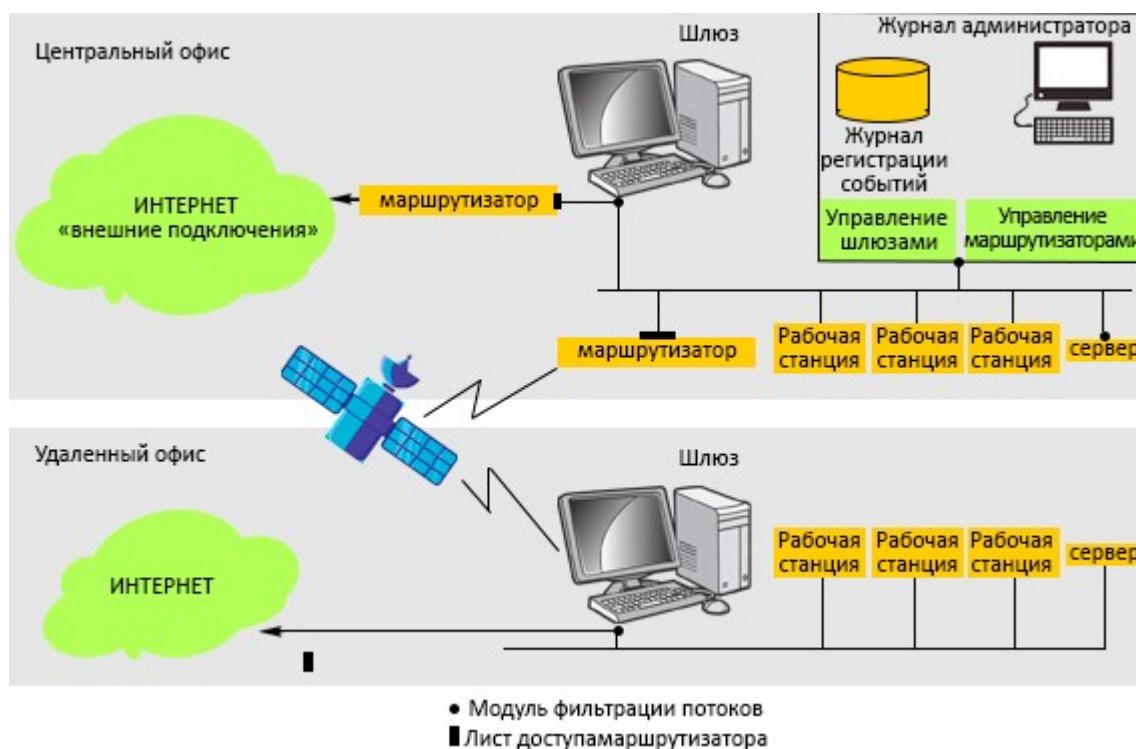 Центральный офис
Шлюз
Журнал администратора
Журнал
регистрации
событий
ИНТЕРНЕТ
«внешние подключения»
маршрутизатор
Управление
шлюзами
Управление
маршрутизаторами
маршрутизатор
Рабочая
станция
Рабочая
станция
Рабочая
станция
сервер
Удаленный офис
Шлюз
ИНТЕРНЕТ
Рабочая
станция
Рабочая
станция
Рабочая
станция
сервер
Модуль фильтрации потоков
Лист доступамаршрутизатора